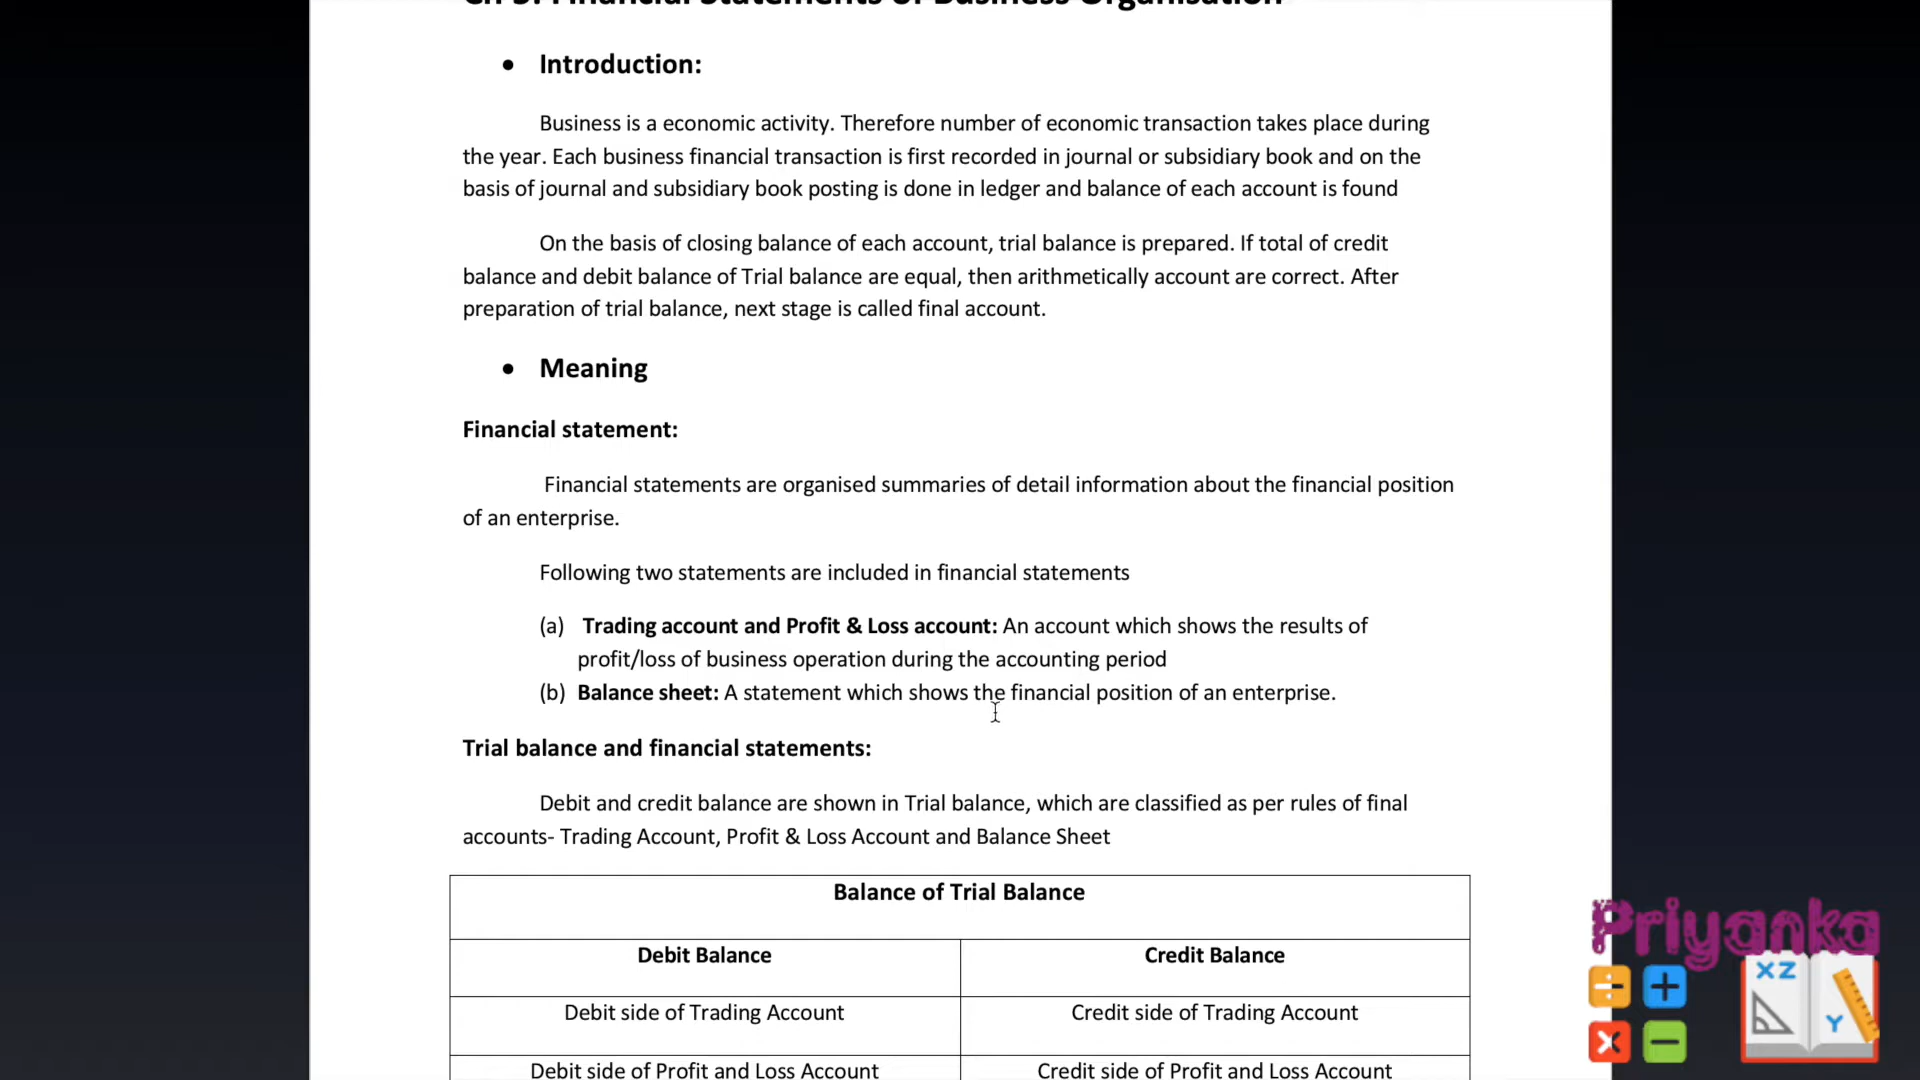 Financial Statements of Business Organisation
• Introduction:
Business is a economic activity. Therefore number of economic transaction takes place during
the year. Each business financial transaction is first recorded in journal or subsidiary book and on the
basis of journal and subsidiary book posting is done in ledger and balance of each account is found
On the basis of closing balance of each account, trial balance is prepared. If total of credit
balance and debit balance of Trial balance are equal, then arithmetically account are correct. After
preparation of trial balance, next stage is called final account.
• Meaning
Financial statement:
Financial statements are organised summaries of detail information about the financial position
of an enterprise.
Following two statements are included in financial statements
(a) Trading account and Profit & Loss account: An account which shows the results of
profit/loss of business operation during the accounting period
(b) Balance sheet: A statement which shows the financial position of an enterprise.
Trial balance and financial statements:
Debit and credit balance are shown in Trial balance, which are classified as per rules of final
accounts- Trading Account, Profit & Loss Account and Balance Sheet
Balance of Trial Balance
Debit Balance Credit Balance
Debit side of Trading Account Credit side of Trading Account
Debit side of Profit and Loss Account Credit side of Profit and Loss Account
Priyanka
XZ
Y